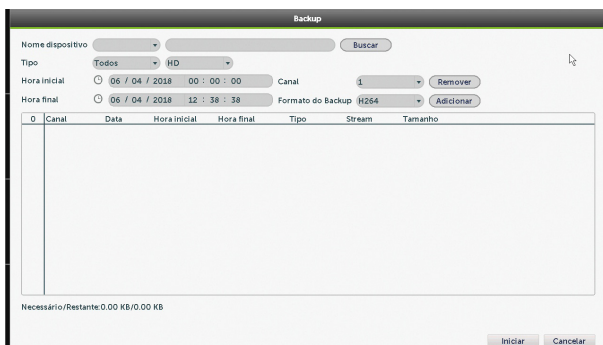 Backup
Nome dispositivo Buscar
Tipo Todos HD
Hora inicial 06 / 04 / 2018 00 : 00 : 00 Canal 1 Remover
Hora final 06 / 04 / 2018 12 : 38 : 38 Formato do Backup H264 Adicionar
0 Canal Data Hora inicial Hora final Tipo Stream Tamanho
Necessário/Restante:0.00 KB/0.00 KB
Iniciar Cancelar